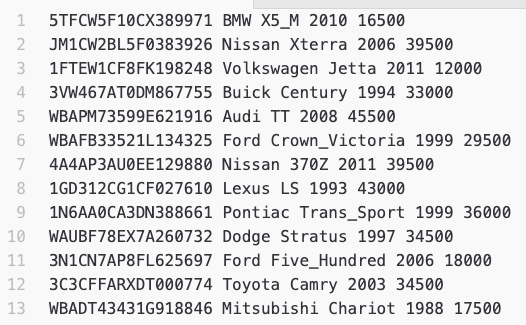 1 5TFCW5F10CX389971 BMW X5_M 2010 16500
2 JM1CW2BL5F0383926 Nissan Xterra 2006 39500
3 1FTEW1CF8FK198248 Volkswagen Jetta 2011 12000
4 3VW467AT0DM867755 Buick Century 1994 33000
5 WBAPM73599E621916 Audi TT 2008 45500
6 WBAFB33521L134325 Ford Crown_Victoria 1999 29500
7 4A4AP3AU0EE129880 Nissan 370Z 2011 39500
8 1GD312CG1CF027610 Lexus LS 1993 43000
9 1N6AA0CA3DN388661 Pontiac Trans_Sport 1999 36000
10 WAUBF78EX7A260732 Dodge Stratus 1997 34500
11 3N1CN7AP8FL625697 Ford Five_Hundred 2006 18000
12 3C3CFFARXDT000774 Toyota Camry 2003 34500
13 WBADT43431G918846 Mitsubishi Chariot 1988 17500